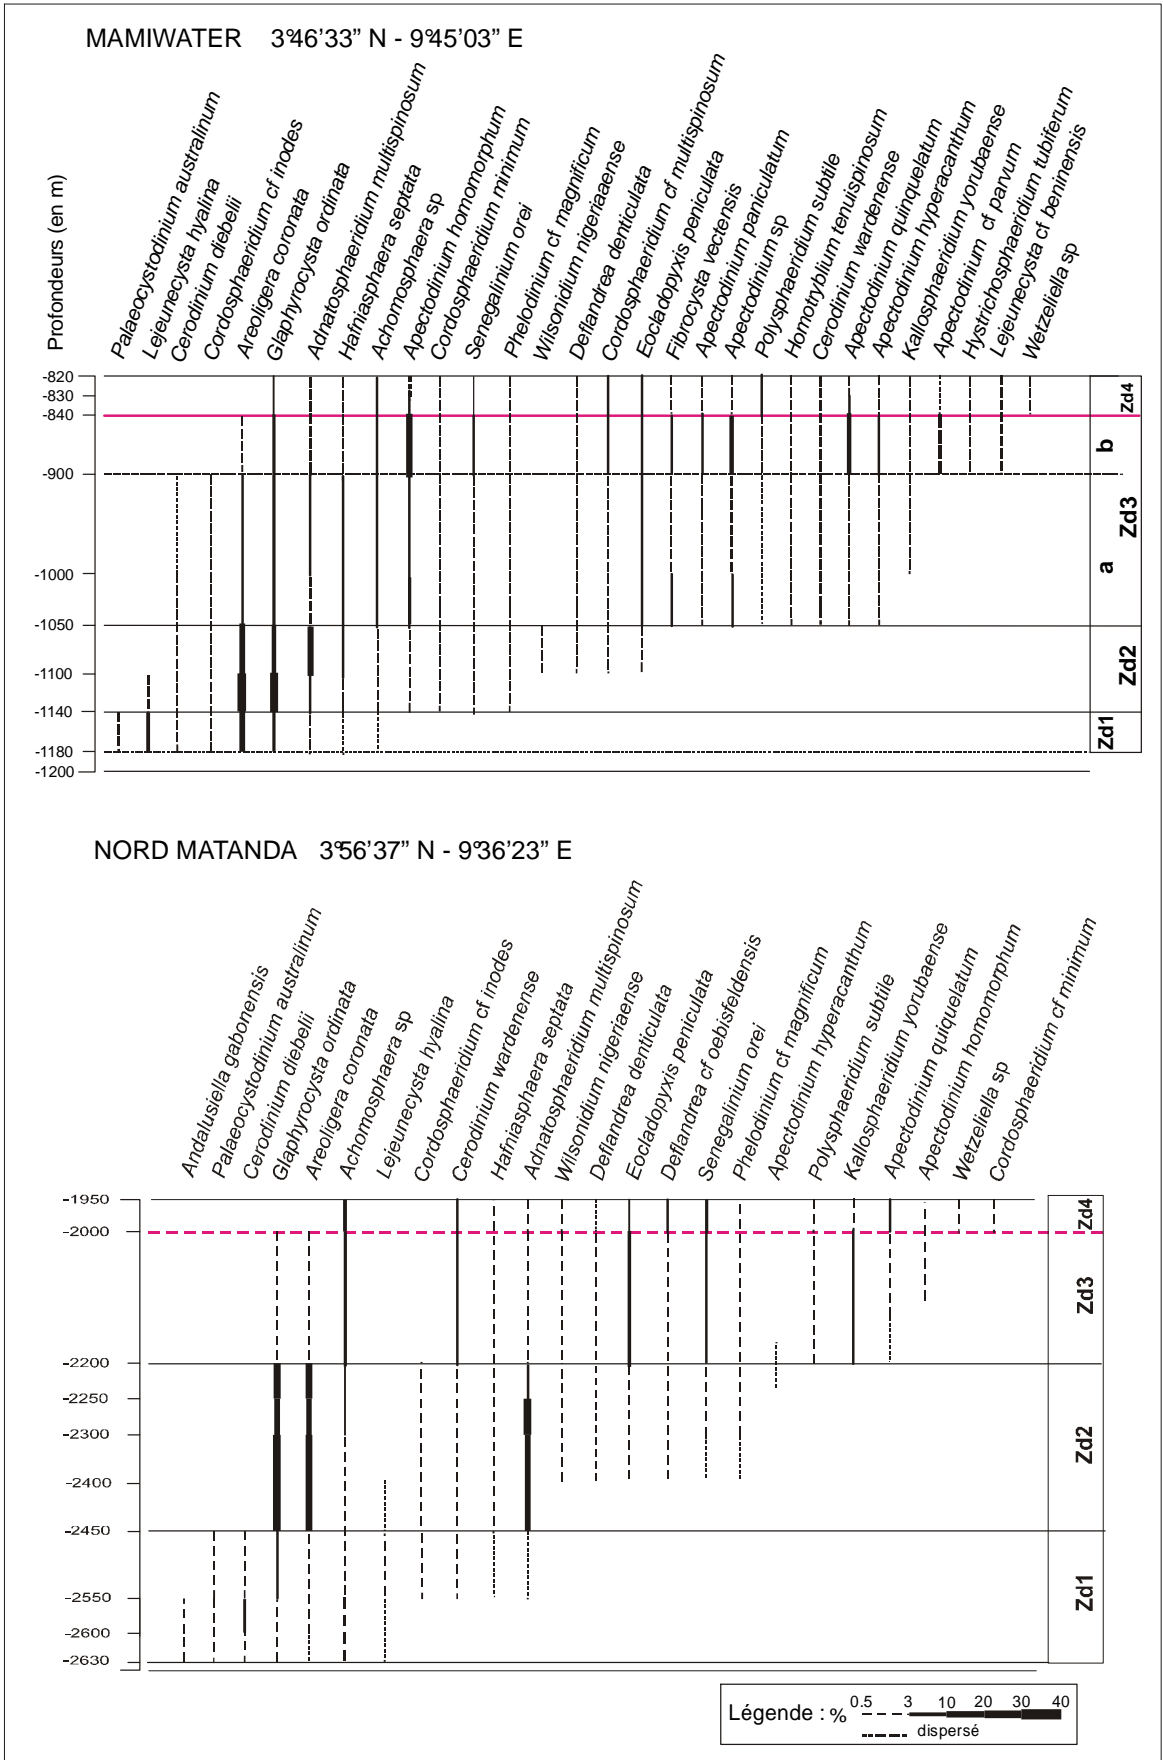 MAMIWATER 3°46’33” N - 9°45’03” E
Profondeurs (en m)
Palaeocystodinium australinum
Lejeunecysta hyalina
Cerodinium diebelii
Cordosphaeridium cf inodes
Areoligera coronata
Glaphyrocysta ordinata
Adnatosphaeridium multispinosum
Hafniasphaera septata
Achomosphaera sp
Apectodinium homomorphum
Cordosphaeridium minimum
Senegalinium orei
Phelodinium cf magnificum
Wilsonidium nigeriaaense
Deflandrea denticulata
Cordosphaeridium cf multispinosum
Eocladopyxis peniculata
Fibrocysta vectensis
Apectodinium paniculatum
Apectodinium sp
Polysphaeridium subtile
Homotryblium tenuispinosum
Cerodinium wardenense
Apectodinium quinquelatum
Apectodinium hyperacanthum
Kallosphaeridium yorubaense
Apectodinium cf parvum
Hystrichosphaeridium tubiferum
Lejeunecysta cf beninensis
Wetzeliella sp
-820
-830
-840
-900
-1000
-1050
-1100
-1140
-1180
-1200
Zd4
b
Zd3
a
Zd2
Zd1
NORD MATANDA 3°56’37” N - 9°36’23” E
Andalusiella gabonensis
Palaeocystodinium australinum
Cerodinium diebelii
Glaphyrocysta ordinata
Areoligera coronata
Achomosphaera sp
Lejeunecysta hyalina
Cordosphaeridium cf inodes
Cerodinium wardenense
Hafniasphaera septata
Adnatosphaeridium multispinosum
Wilsonidium nigeriaense
Deflandrea denticulata
Eocladopyxis peniculata
Deflandrea cf oebisfeldensis
Senegalinium orei
Phelodinium cf magnificum
Apectodinium hyperacanthum
Polysphaeridium subtile
Kallosphaeridium yorubaense
Apectodinium quiquelatum
Apectodinium homomorphum
Wetzeliella sp
Cordosphaeridium cf minimum
-1950
-2000
-2200
-2250
-2300
-2400
-2450
-2550
-2600
-2630
Zd4
Zd3
Zd2
Zd1
Légende : % 0.5 3 10 20 30 40
dispersé